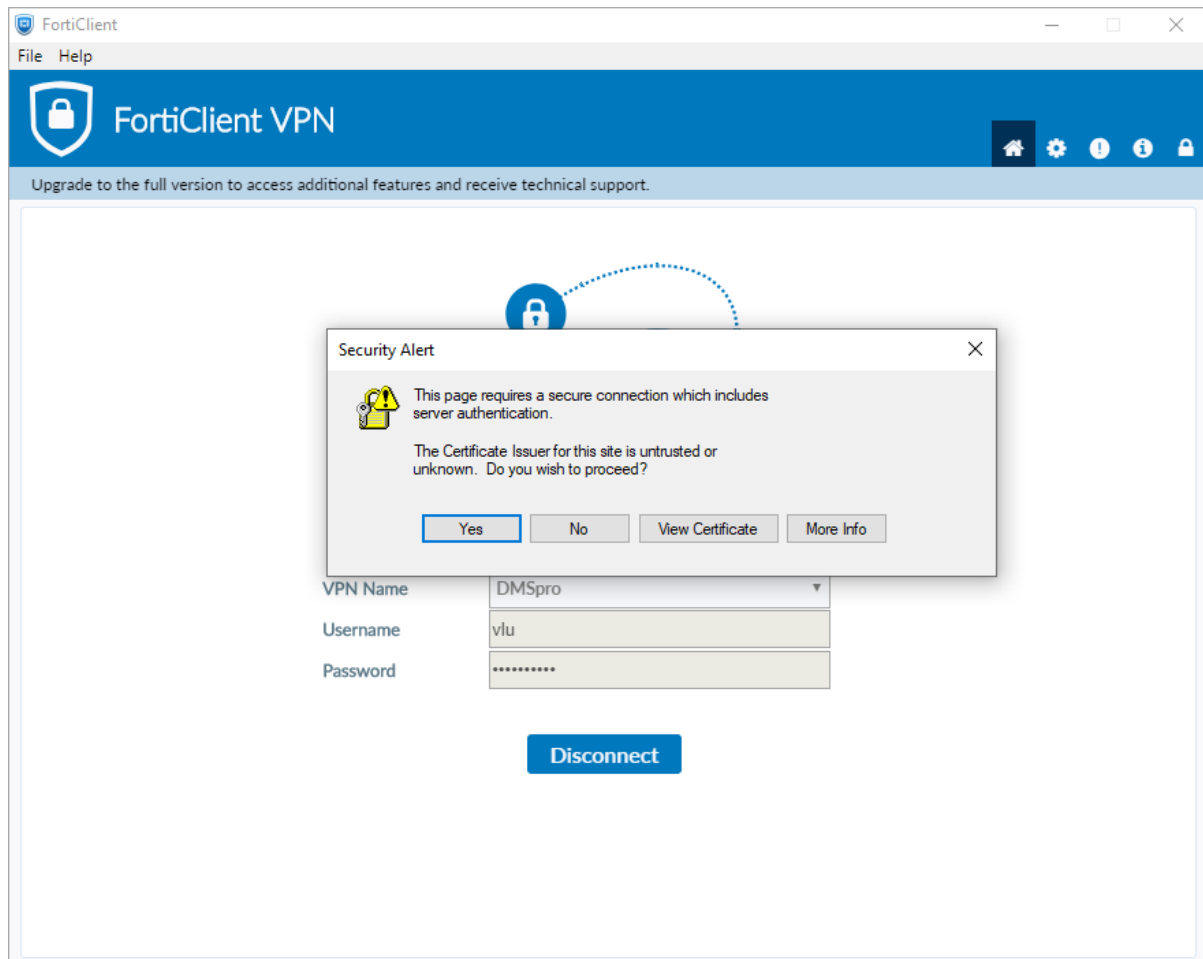 FortiClient
File Help
FortiClient VPN
Upgrade to the full version to access additional features and receive technical support.
Security Alert
This page requires a secure connection which includes
server authentication.
The Certificate Issuer for this site is untrusted or
unknown. Do you wish to proceed?
Yes No View Certificate More Info
VPN Name DMSpro
Username vlu
Password ••••••••••
Disconnect